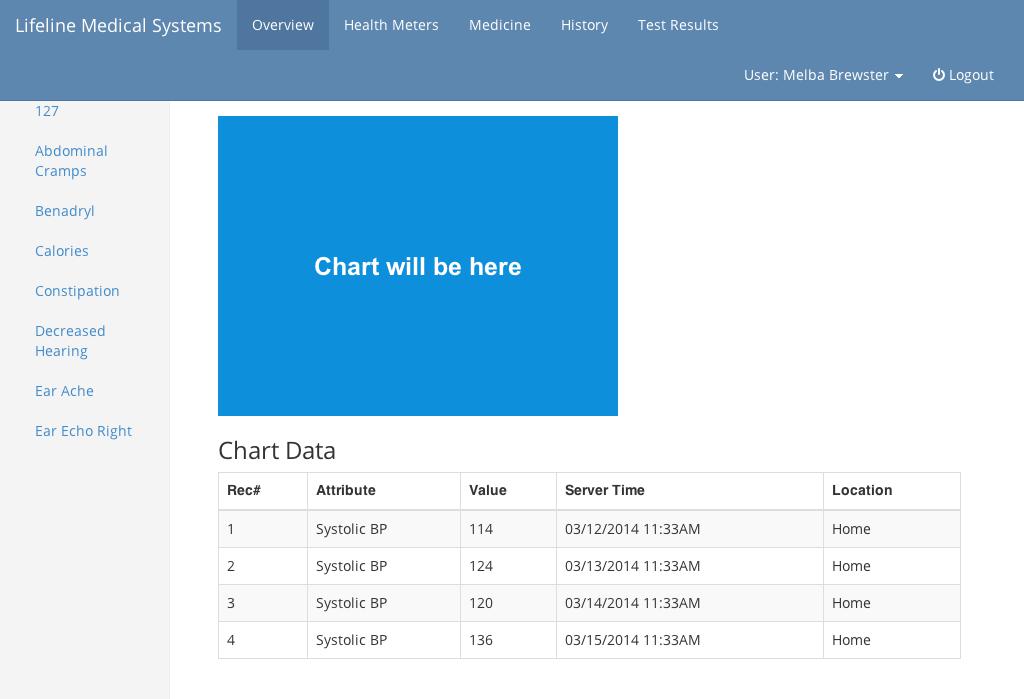 Lifeline Medical Systems Overview Health Meters Medicine History Test Results
User: Melba Brewster Logout
127
Abdominal
Cramps
Benadryl
Calories
Constipation
Decreased
Hearing
Ear Ache
Ear Echo Right
Chart will be here
Chart Data
Rec# Attribute Value Server Time Location
1 Systolic BP 114 03/12/2014 11:33AM Home
2 Systolic BP 124 03/13/2014 11:33AM Home
3 Systolic BP 120 03/14/2014 11:33AM Home
4 Systolic BP 136 03/15/2014 11:33AM Home